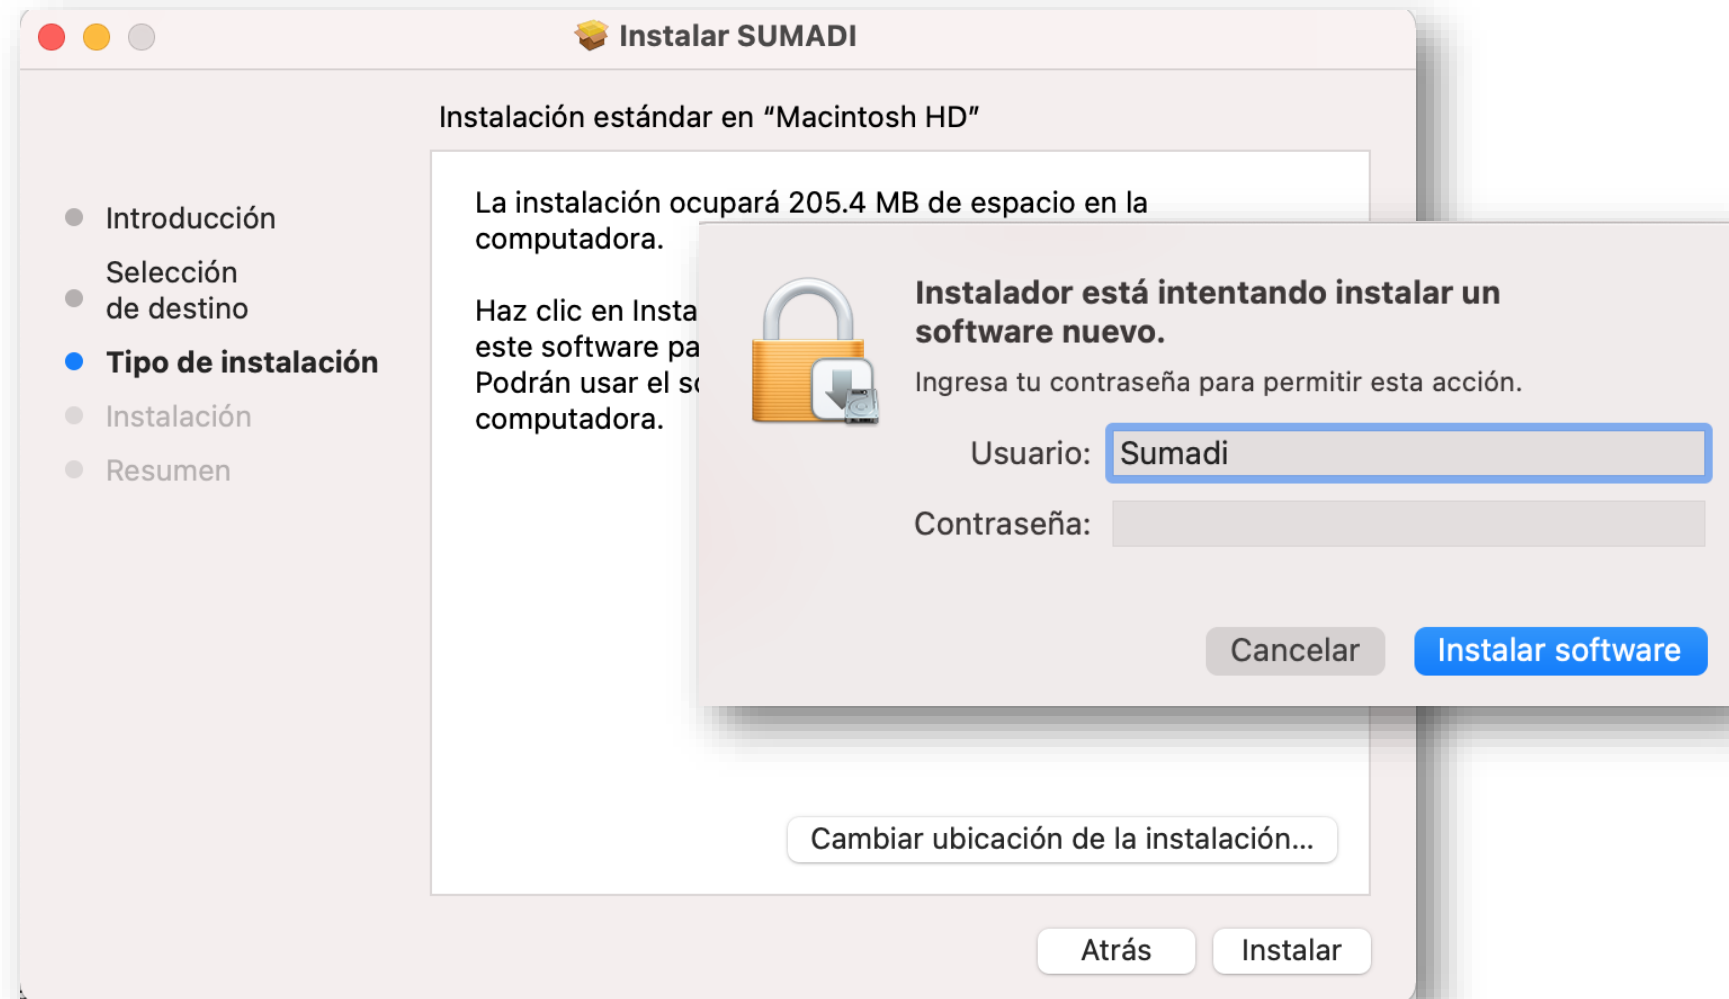 Instalar SUMADI
Instalación estándar en “Macintosh HD”
Introducción
Selección
de destino
Tipo de instalación
Instalación
Resumen
La instalación ocupará 205.4 MB de espacio en la
computadora.
Haz clic en
este software
Podrán usar el
computadora.
Cambiar ubicación de la instalación...
Atrás
Instalar
Instalador está intentando instalar un
software nuevo.
Ingresa tu contraseña para permitir esta acción.
Usuario: Sumadi
Contraseña:
Cancelar
Instalar software